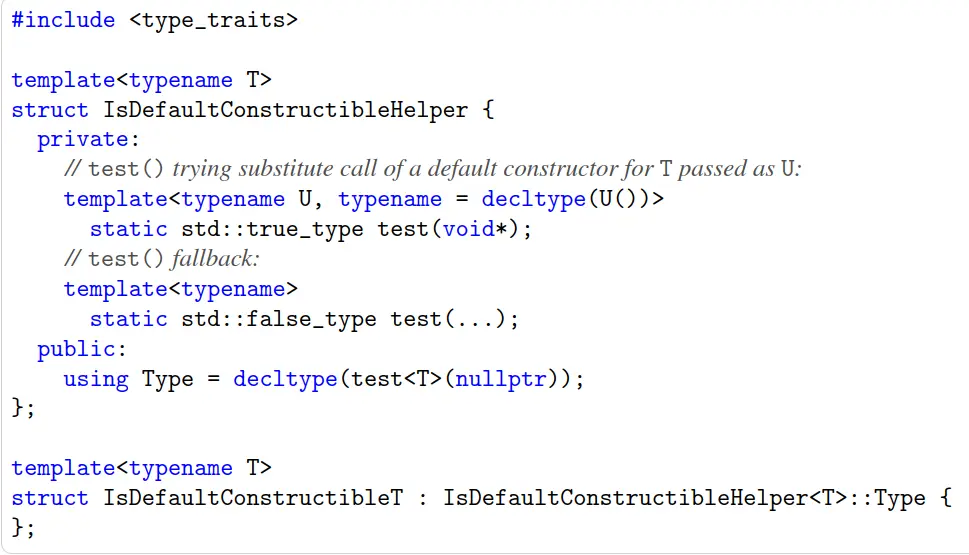 #include <type_traits>

template<typename T>
struct IsDefaultConstructibleHelper {
  private:
    // test() trying substitute call of a default constructor for T passed as U:
    template<typename U, typename = decltype(U())>
      static std::true_type test(void*);
    // test() fallback:
    template<typename>
      static std::false_type test(...);
  public:
    using Type = decltype(test<T>(nullptr));
};

template<typename T>
struct IsDefaultConstructibleT : IsDefaultConstructibleHelper<T>::Type {
};